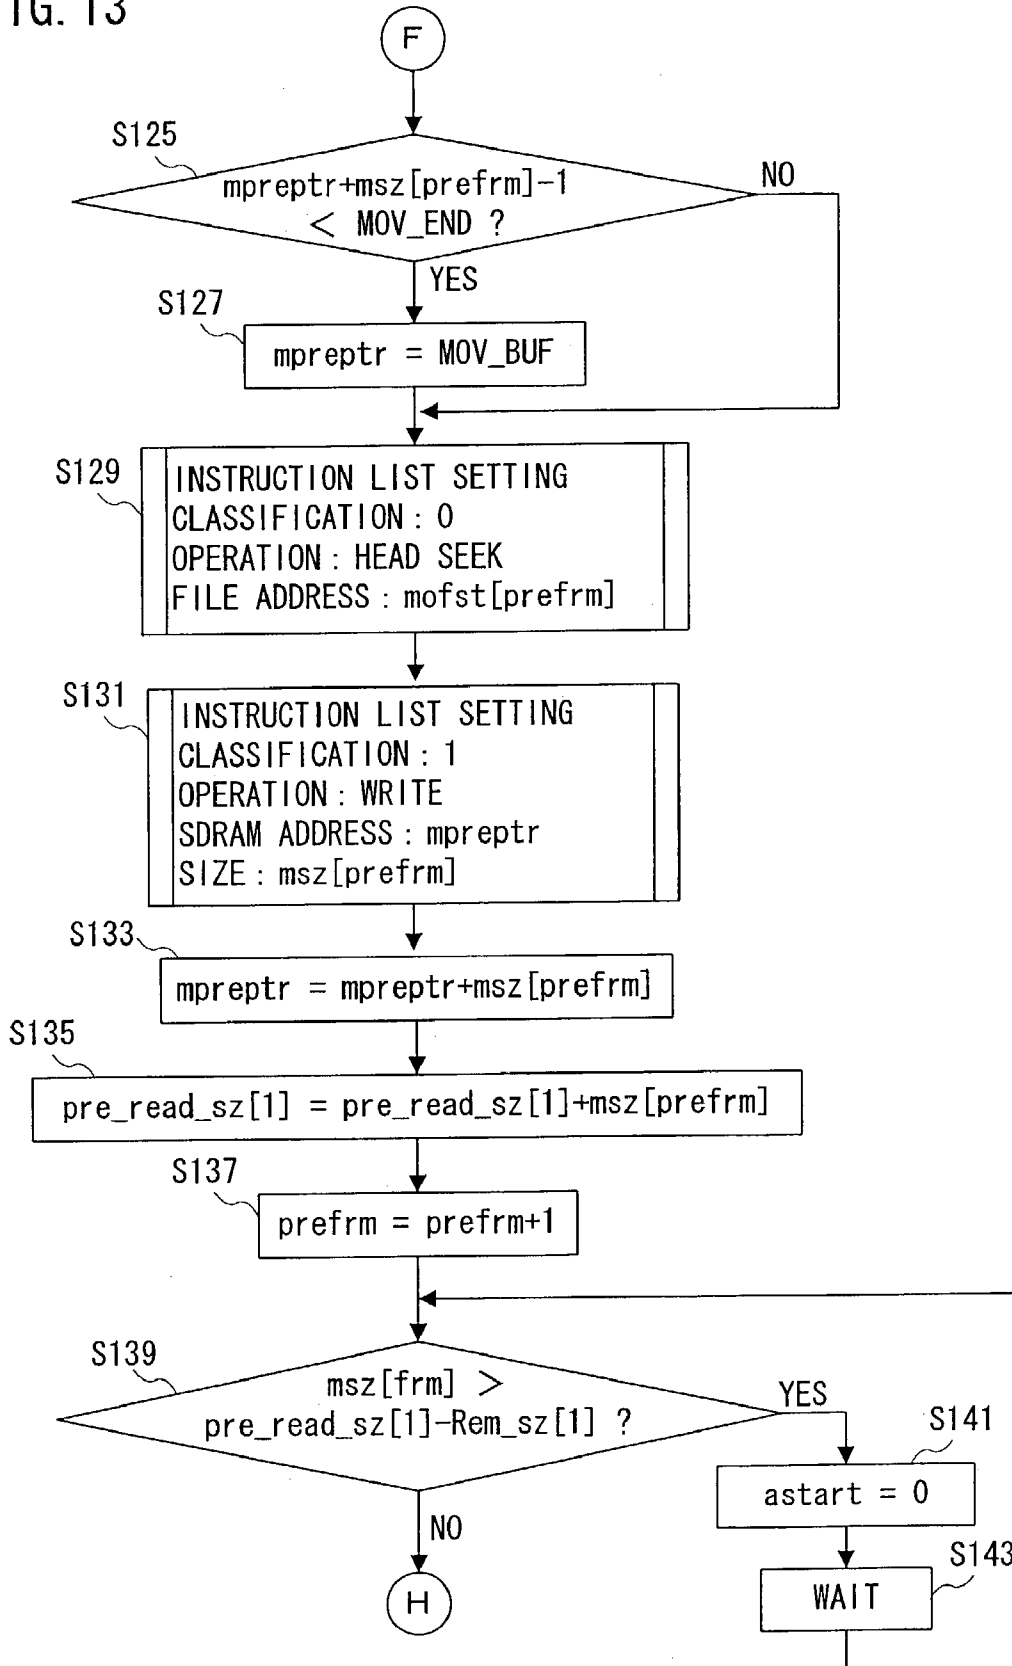 IG. 13
F
S125
mpreptr+msz[prefrm]-1
< MOV_END ?
NO
YES
S127
mpreptr = MOV_BUF
S129
INSTRUCTION LIST SETTING
CLASSIFICATION : 0
OPERATION : HEAD SEEK
FILE ADDRESS : mofst[prefrm]
S131
INSTRUCTION LIST SETTING
CLASSIFICATION : 1
OPERATION : WRITE
SDRAM ADDRESS : mpreptr
SIZE : msz[prefrm]
S133
mpreptr = mpreptr+msz[prefrm]
S135
pre_read_sz[1] = pre_read_sz[1]+msz[prefrm]
S137
prefrm = prefrm+1
S139
msz[frm] >
pre_read_sz[1]-Rem_sz[1] ?
YES
S141
astart = 0
NO
S143
WAIT
H